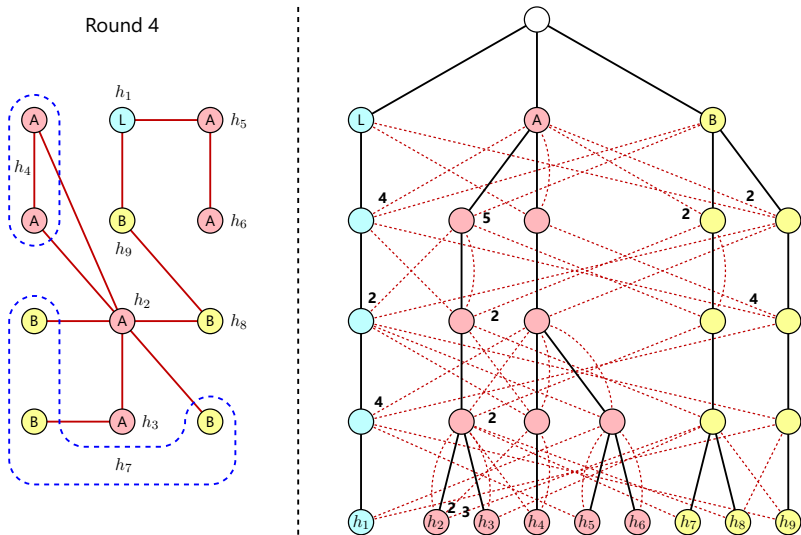 Round 4
h₁
A L A h₅
h₄
A B A h₆
h₉
h₂
B A B h₈
B A h₃ B
h₇
L A B
4 5 2 2
2 2 4
4 2
2 3
h₁ h₂ h₃ h₄ h₅ h₆ h₇ h₈ h₉